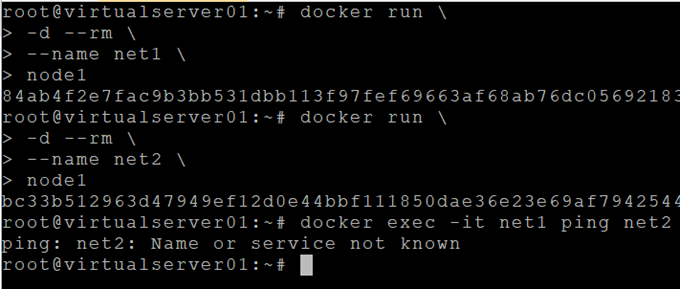 root@virtualserver01:~# docker run \
> -d --rm \
> --name net1 \
> node1
84ab4f2e7fac9b3bb531dbb113f97fef69663af68ab76dc05692183
root@virtualserver01:~# docker run \
> -d --rm \
> --name net2 \
> node1
bc33b512963d47949ef12d0e44bbf111850dae36e23e69af7942544
root@virtualserver01:~# docker exec -it net1 ping net2
ping: net2: Name or service not known
root@virtualserver01:~#